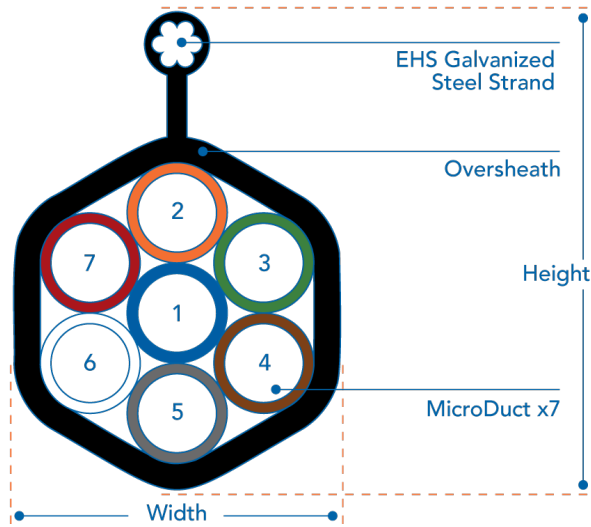 EHS Galvanized
Steel Strand
Oversheath
2
7
3
Height
1
6
4
5
MicroDuct x7
Width